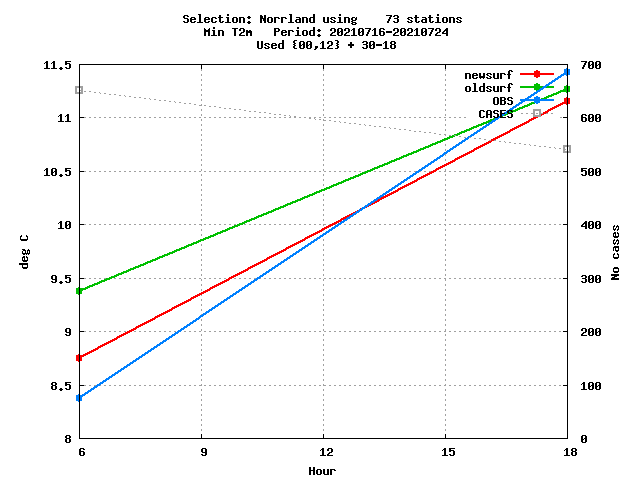 Selection: Norrland using    73 stations
Min T2m   Period: 20210716-20210724
Used {00,12} + 30-18
11.5
11
10.5
10
9.5
9
8.5
8
deg C
700
600
500
400
300
200
100
0
No cases
newsurf
oldsurf
OBS
CASES
6
9
12
15
18
Hour